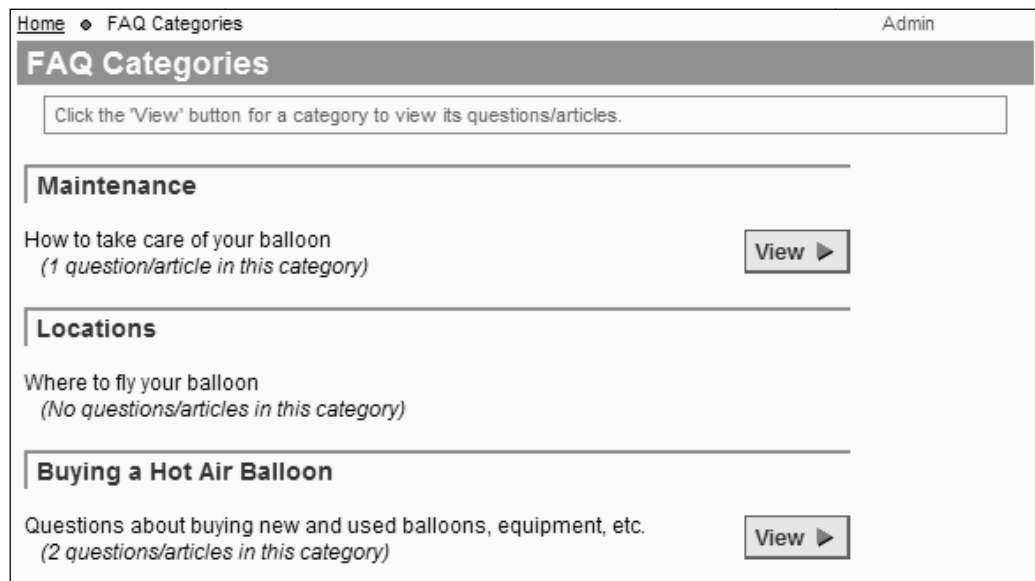 Home • FAQ Categories Admin
FAQ Categories
Click the 'View' button for a category to view its questions/articles.
Maintenance
How to take care of your balloon
(1 question/article in this category)
View
Locations
Where to fly your balloon
(No questions/articles in this category)
Buying a Hot Air Balloon
Questions about buying new and used balloons, equipment, etc.
(2 questions/articles in this category)
View